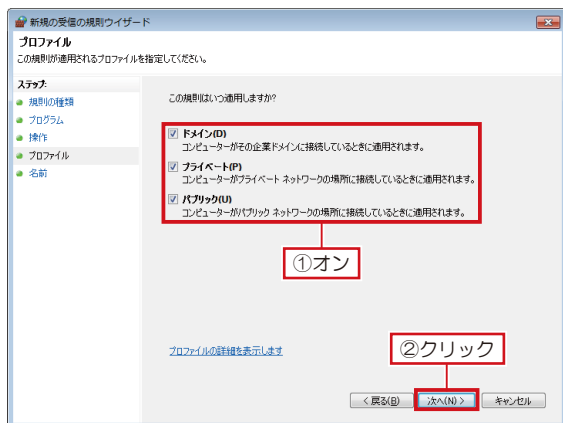 新規の受信の規則ウィザード
プロファイル
この規則が適用されるプロファイルを指定してください。
ステップ:
規則の種類
プログラム
操作
プロファイル
名前
この規則はいつ適用しますか?
ドメイン(D)
コンピューターがその企業ドメインに接続しているときに適用されます。
プライベート(P)
コンピューターがプライベート ネットワークの場所に接続しているときに適用されます。
パブリック(U)
コンピューターがパブリック ネットワークの場所に接続しているときに適用されます。
①オン
プロファイルの詳細を表示します
②クリック
< 戻る(B)
次へ(N) >
キャンセル